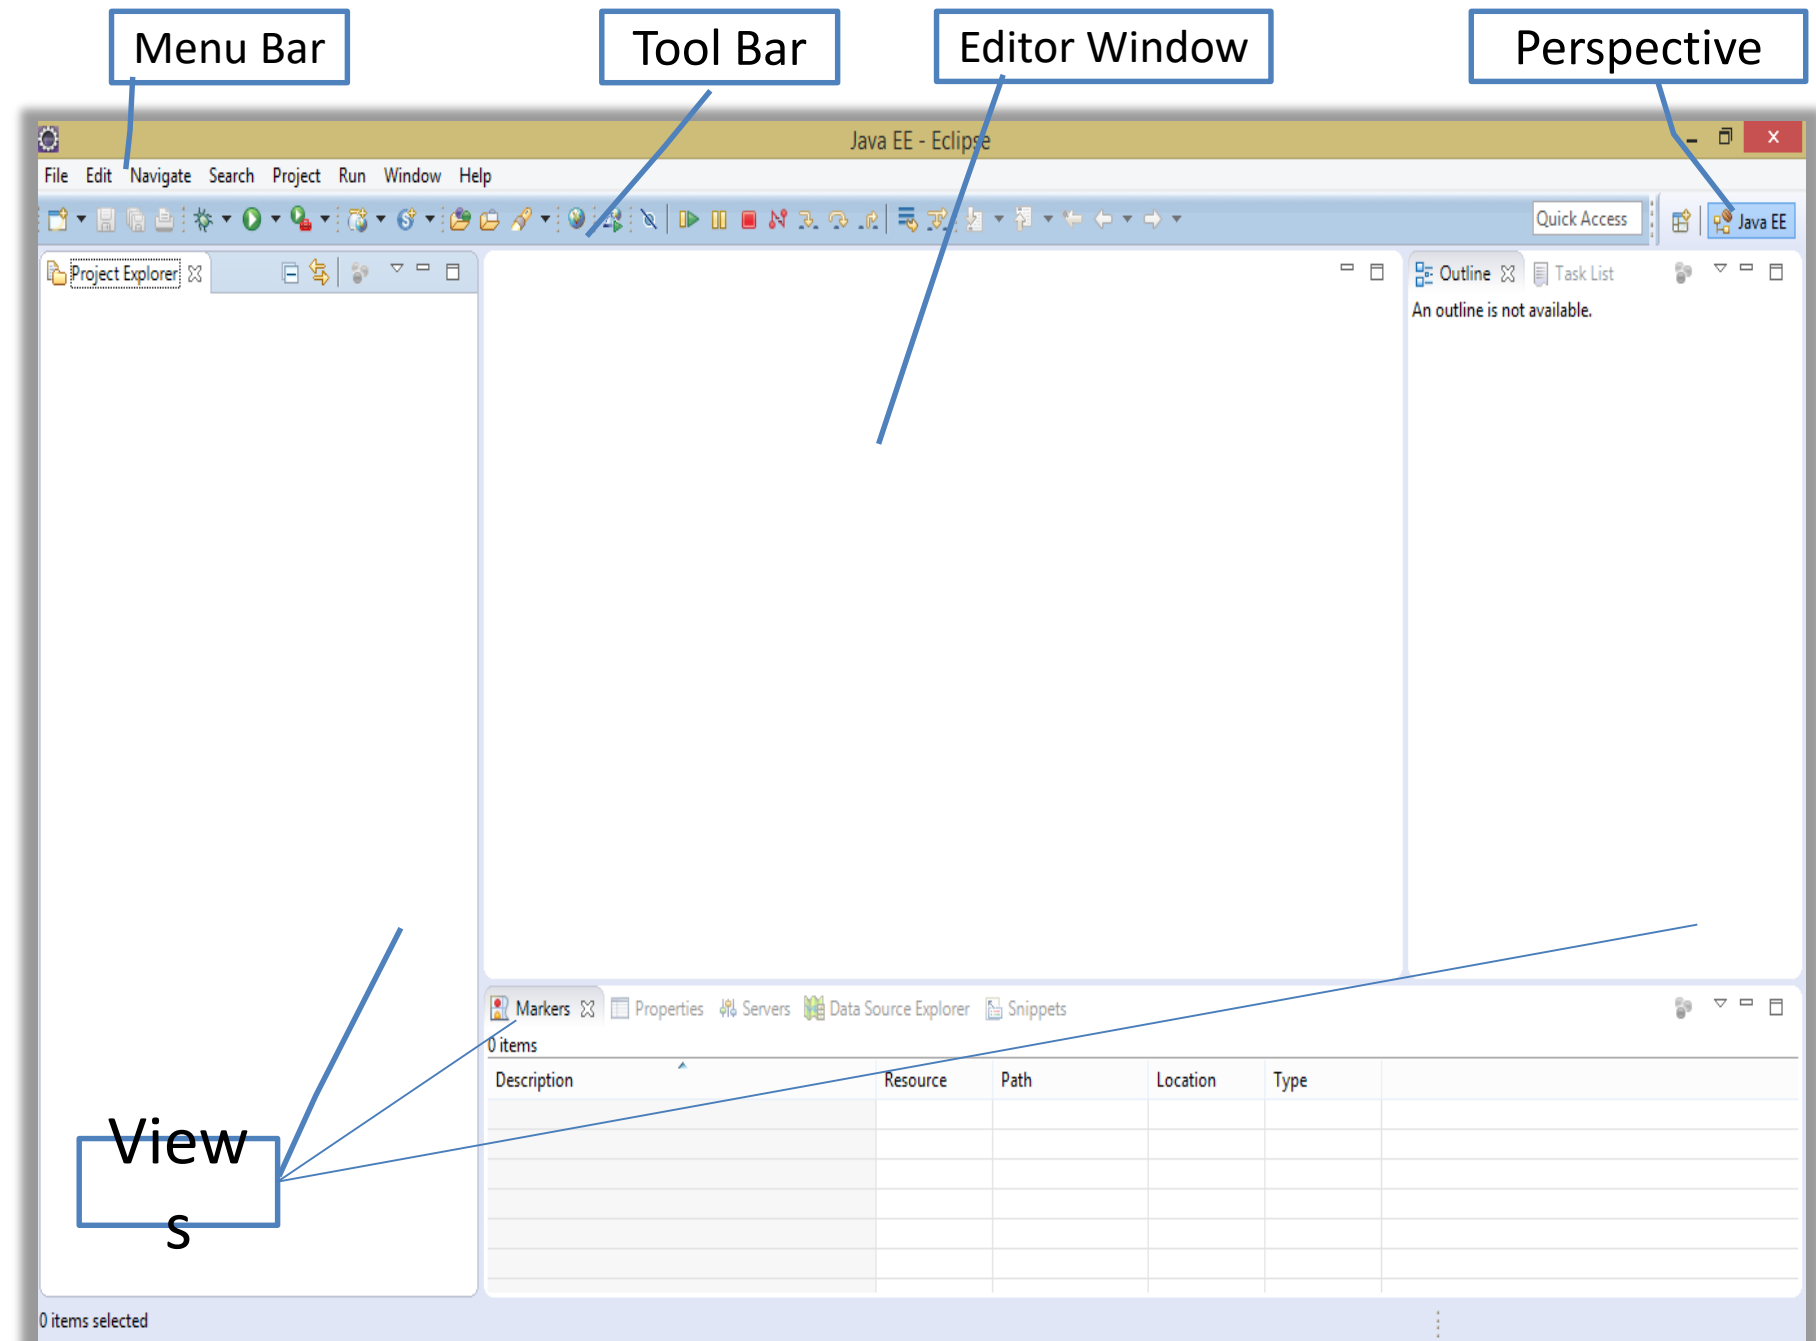 Menu Bar
Tool Bar
Editor Window
Perspective
Java EE - Eclipse
File Edit Navigate Search Project Run Window Help
Quick Access
Java EE
Project Explorer
Outline
Task List
An outline is not available.
Markers
Properties
Servers
Data Source Explorer
Snippets
0 items
Description
Resource
Path
Location
Type
View
s
0 items selected